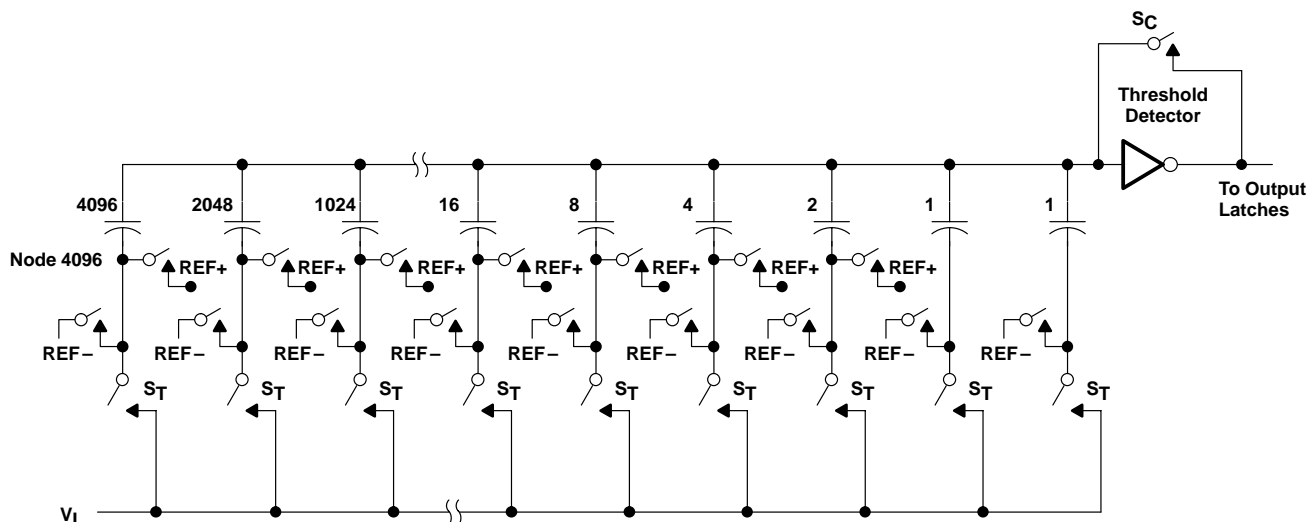 SC
Threshold
Detector
To Output
Latches
4096 2048 1024 16 8 4 2 1 1
Node 4096 REF+ REF+ REF+ REF+ REF+ REF+ REF+
REF− REF− REF− REF− REF− REF− REF− REF− REF−
ST ST ST ST ST ST ST ST ST
VI